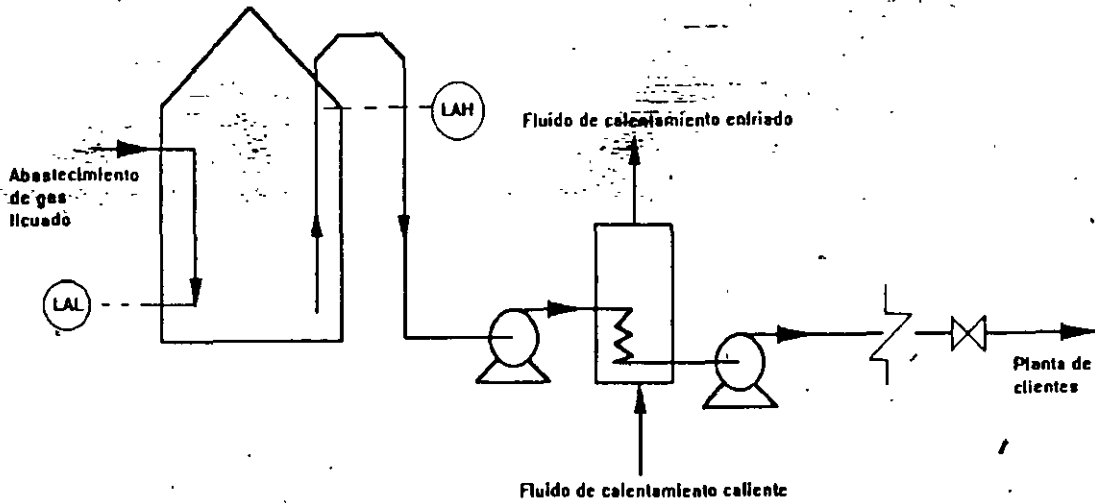 LAH
Fluido de calentamiento enfriado
Abastecimiento
de gas
licuado
LAL
Planta de
clientes
Fluido de calentamiento caliente